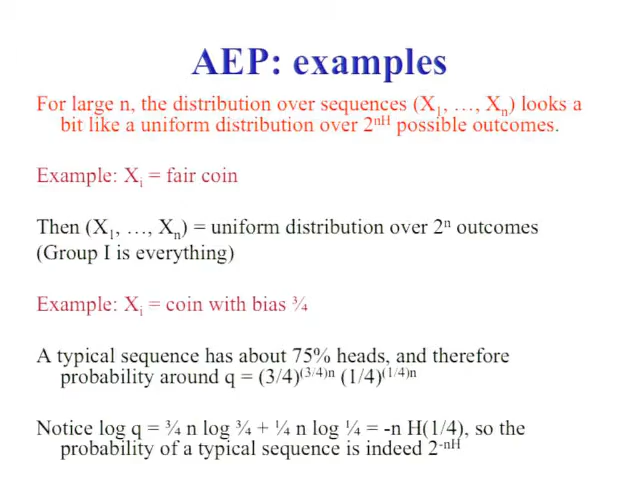 AEP: examples
For large n, the distribution over sequences (X₁, …, Xₙ) looks a
bit like a uniform distribution over 2ⁿᴴ possible outcomes.
Example: Xᵢ = fair coin
Then (X₁, …, Xₙ) = uniform distribution over 2ⁿ outcomes
(Group I is everything)
Example: Xᵢ = coin with bias ¾
A typical sequence has about 75% heads, and therefore
probability around q = (3/4)^(3/4)n (1/4)^(1/4)n
Notice log q = ¾ n log ¾ + ¼ n log ¼ = -n H(1/4), so the
probability of a typical sequence is indeed 2⁻ⁿᴴ